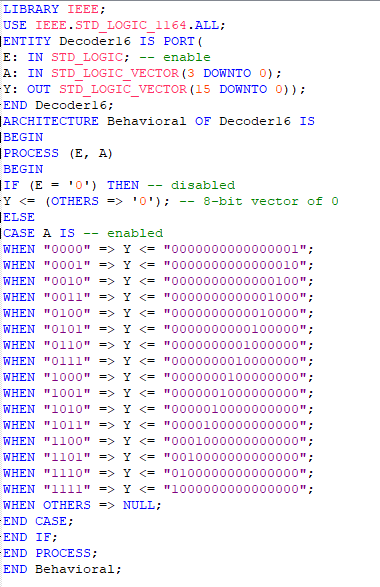 LIBRARY IEEE;
USE IEEE.STD_LOGIC_1164.ALL;
ENTITY Decoder16 IS PORT(
E: IN STD_LOGIC; -- enable
A: IN STD_LOGIC_VECTOR(3 DOWNTO 0);
Y: OUT STD_LOGIC_VECTOR(15 DOWNTO 0));
END Decoder16;
ARCHITECTURE Behavioral OF Decoder16 IS
BEGIN
PROCESS (E, A)
BEGIN
IF (E = '0') THEN -- disabled
Y <= (OTHERS => '0'); -- 8-bit vector of 0
ELSE
CASE A IS -- enabled
WHEN "0000" => Y <= "0000000000000001";
WHEN "0001" => Y <= "0000000000000010";
WHEN "0010" => Y <= "0000000000000100";
WHEN "0011" => Y <= "0000000000001000";
WHEN "0100" => Y <= "0000000000010000";
WHEN "0101" => Y <= "0000000000100000";
WHEN "0110" => Y <= "0000000001000000";
WHEN "0111" => Y <= "0000000010000000";
WHEN "1000" => Y <= "0000000100000000";
WHEN "1001" => Y <= "0000001000000000";
WHEN "1010" => Y <= "0000010000000000";
WHEN "1011" => Y <= "0000100000000000";
WHEN "1100" => Y <= "0001000000000000";
WHEN "1101" => Y <= "0010000000000000";
WHEN "1110" => Y <= "0100000000000000";
WHEN "1111" => Y <= "1000000000000000";
WHEN OTHERS => NULL;
END CASE;
END IF;
END PROCESS;
END Behavioral;